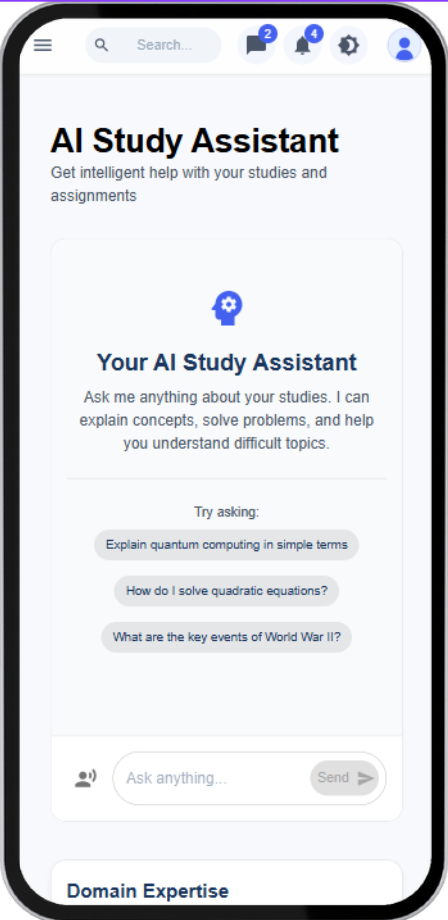 Search...
2
4
AI Study Assistant
Get intelligent help with your studies and
assignments
Your AI Study Assistant
Ask me anything about your studies. I can
explain concepts, solve problems, and help
you understand difficult topics.
Try asking:
Explain quantum computing in simple terms
How do I solve quadratic equations?
What are the key events of World War II?
Ask anything...
Send
Domain Expertise